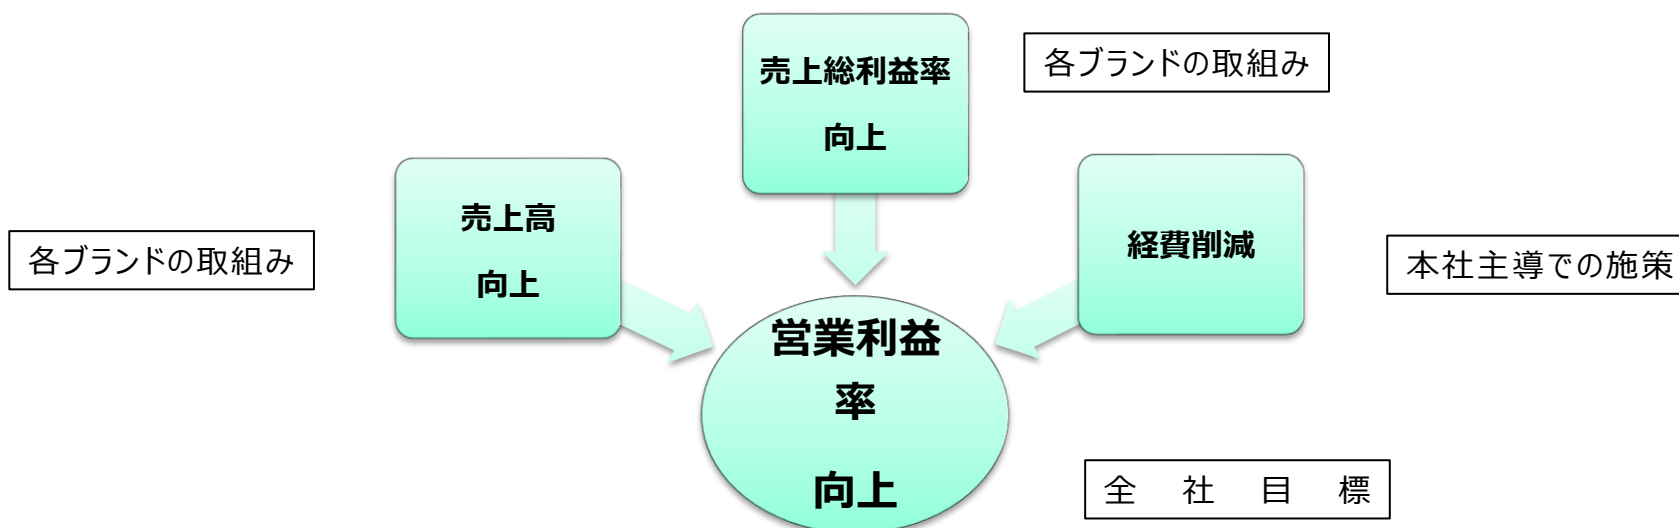 売上総利益率
向上
各ブランドの取組み
売上高
向上
各ブランドの取組み
経費削減
本社主導での施策
営業利益
率
向上
全社目標